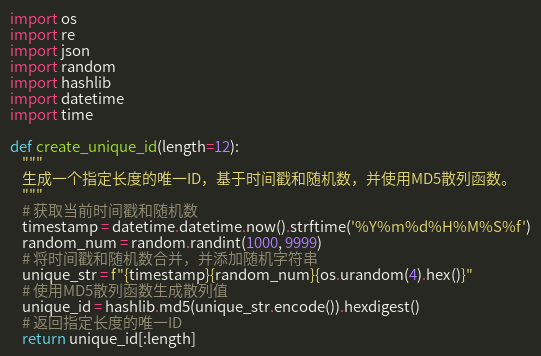 import os
import re
import json
import random
import hashlib
import datetime
import time

def create_unique_id(length=12):
    """
    生成一个指定长度的唯一ID，基于时间戳和随机数，并使用MD5散列函数。
    """
    # 获取当前时间戳和随机数
    timestamp = datetime.datetime.now().strftime('%Y%m%d%H%M%S%f')
    random_num = random.randint(1000, 9999)
    # 将时间戳和随机数合并，并添加随机字符串
    unique_str = f"{timestamp}{random_num}{os.urandom(4).hex()}"
    # 使用MD5散列函数生成散列值
    unique_id = hashlib.md5(unique_str.encode()).hexdigest()
    # 返回指定长度的唯一ID
    return unique_id[:length]